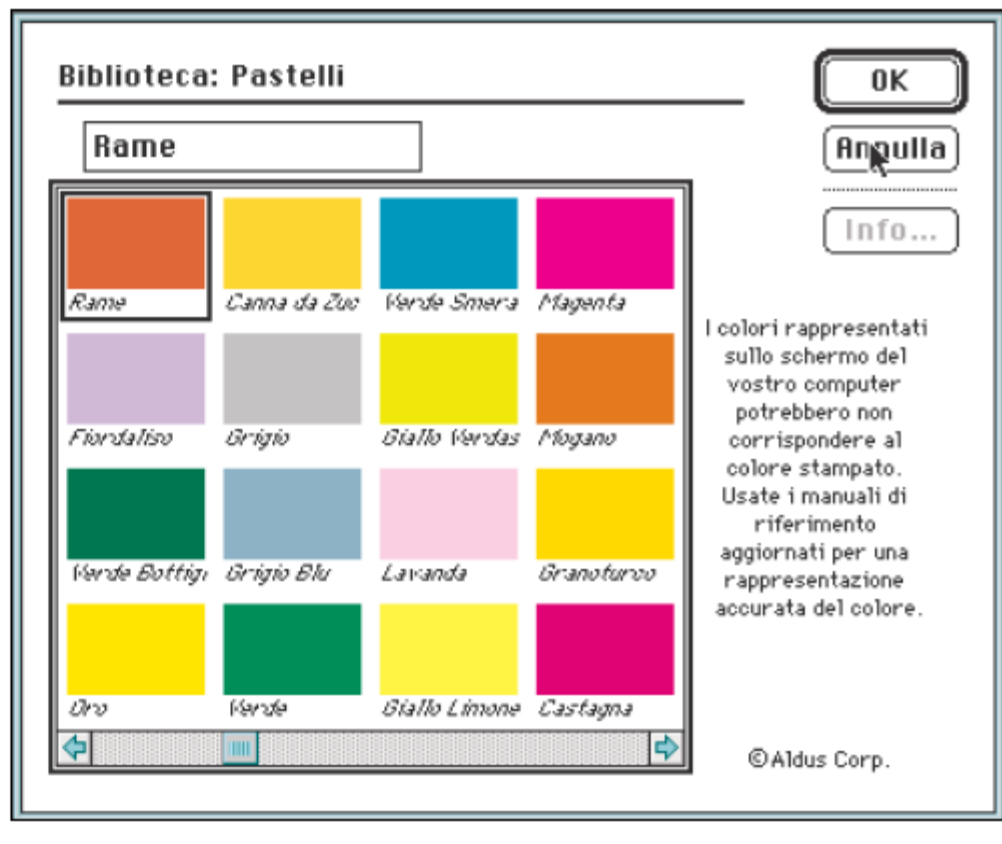 Biblioteca: Pastelli
OK
Rame
Annulla
Info...
Rame
Canna da Zuc
Verde Smera
Magenta
Fiordaliso
Grigio
Giallo Verdas
Mogano
Verde Bottigi
Grigio Blu
Lavanda
Granoturco
Oro
Verde
Giallo Limone
Castagna
I colori rappresentati
sullo schermo del
vostro computer
potrebbero non
corrispondere al
colore stampato.
Usate i manuali di
riferimento
aggiornati per una
rappresentazione
accurata del colore.
©Aldus Corp.